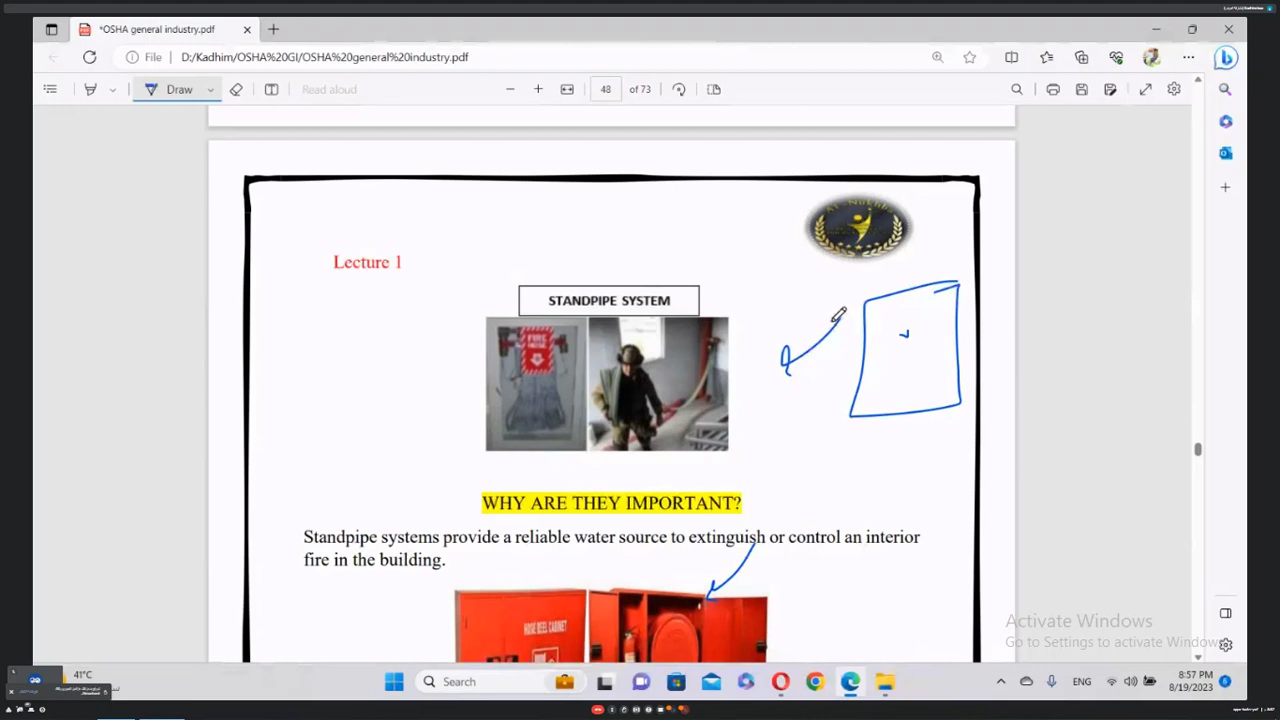 *OSHA general industry.pdf
File
D:/Kadhim/OSHA%20GI/OSHA%20general%20industry.pdf
Draw
Read aloud
48 of 73
Lecture 1
STANDPIPE SYSTEM
FIRE
WHY ARE THEY IMPORTANT?
Standpipe systems provide a reliable water source to extinguish or control an interior
fire in the building.
HOSE REEL CABINET
Activate Windows
Go to Settings to activate Windows.
41°C
Search
ENG
8:57 PM
8/19/2023